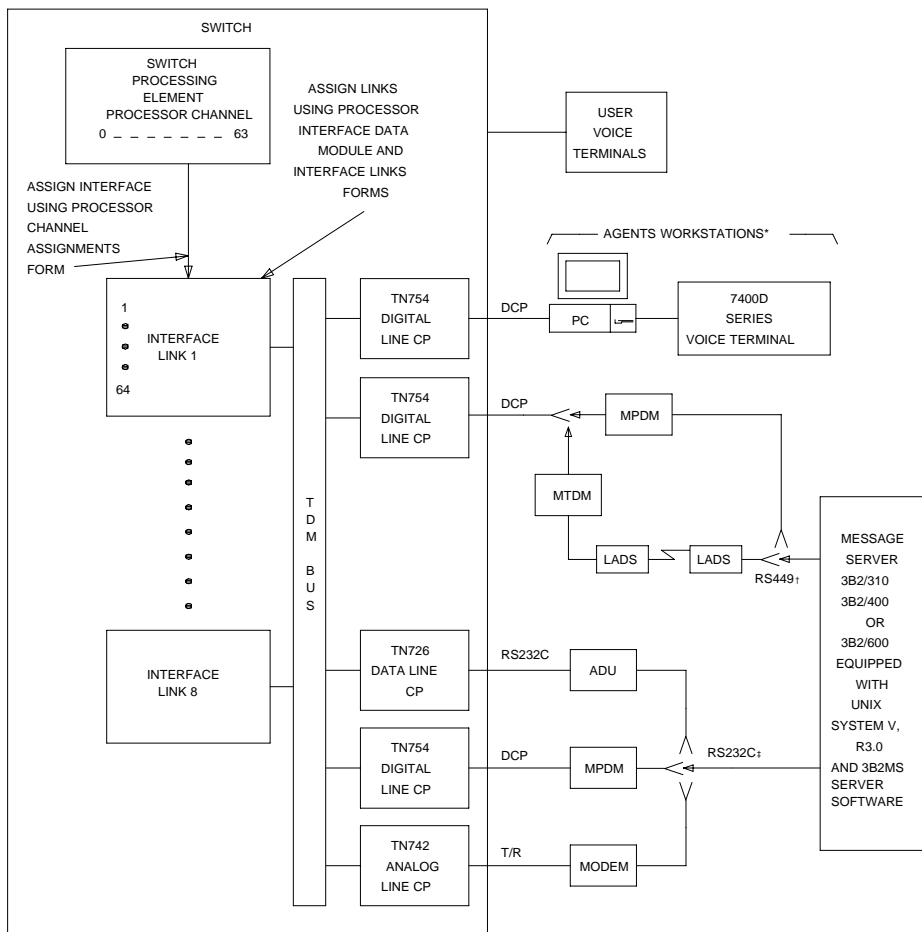 SWITCH
SWITCH
PROCESSING
ELEMENT
PROCESSOR CHANNEL
0 _ _ _ _ _ _ _ 63
ASSIGN LINKS
USING PROCESSOR
INTERFACE DATA
MODULE AND
INTERFACE LINKS
FORMS
USER
VOICE
TERMINALS
ASSIGN INTERFACE
USING PROCESSOR
CHANNEL
ASSIGNMENTS
FORM
AGENTS WORKSTATIONS*
1
64
INTERFACE
LINK 1
TN754
DIGITAL
LINE CP
DCP
PC
7400D
SERIES
VOICE TERMINAL
TN754
DIGITAL
LINE CP
DCP
MPDM
MTDM
LADS
LADS
RS449†
T
D
M
B
U
S
MESSAGE
SERVER
3B2/310
3B2/400
OR
3B2/600
EQUIPPED
WITH
UNIX
SYSTEM V,
R3.0
AND 3B2MS
SERVER
SOFTWARE
INTERFACE
LINK 8
TN726
DATA LINE
CP
RS232C
ADU
TN754
DIGITAL
LINE CP
DCP
MPDM
RS232C‡
TN742
ANALOG
LINE CP
T/R
MODEM